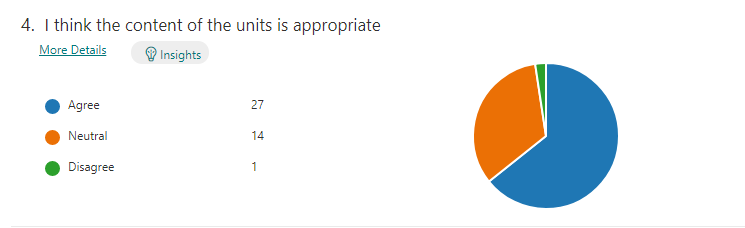 4. I think the content of the units is appropriate
More Details Insights
Agree 27
Neutral 14
Disagree 1